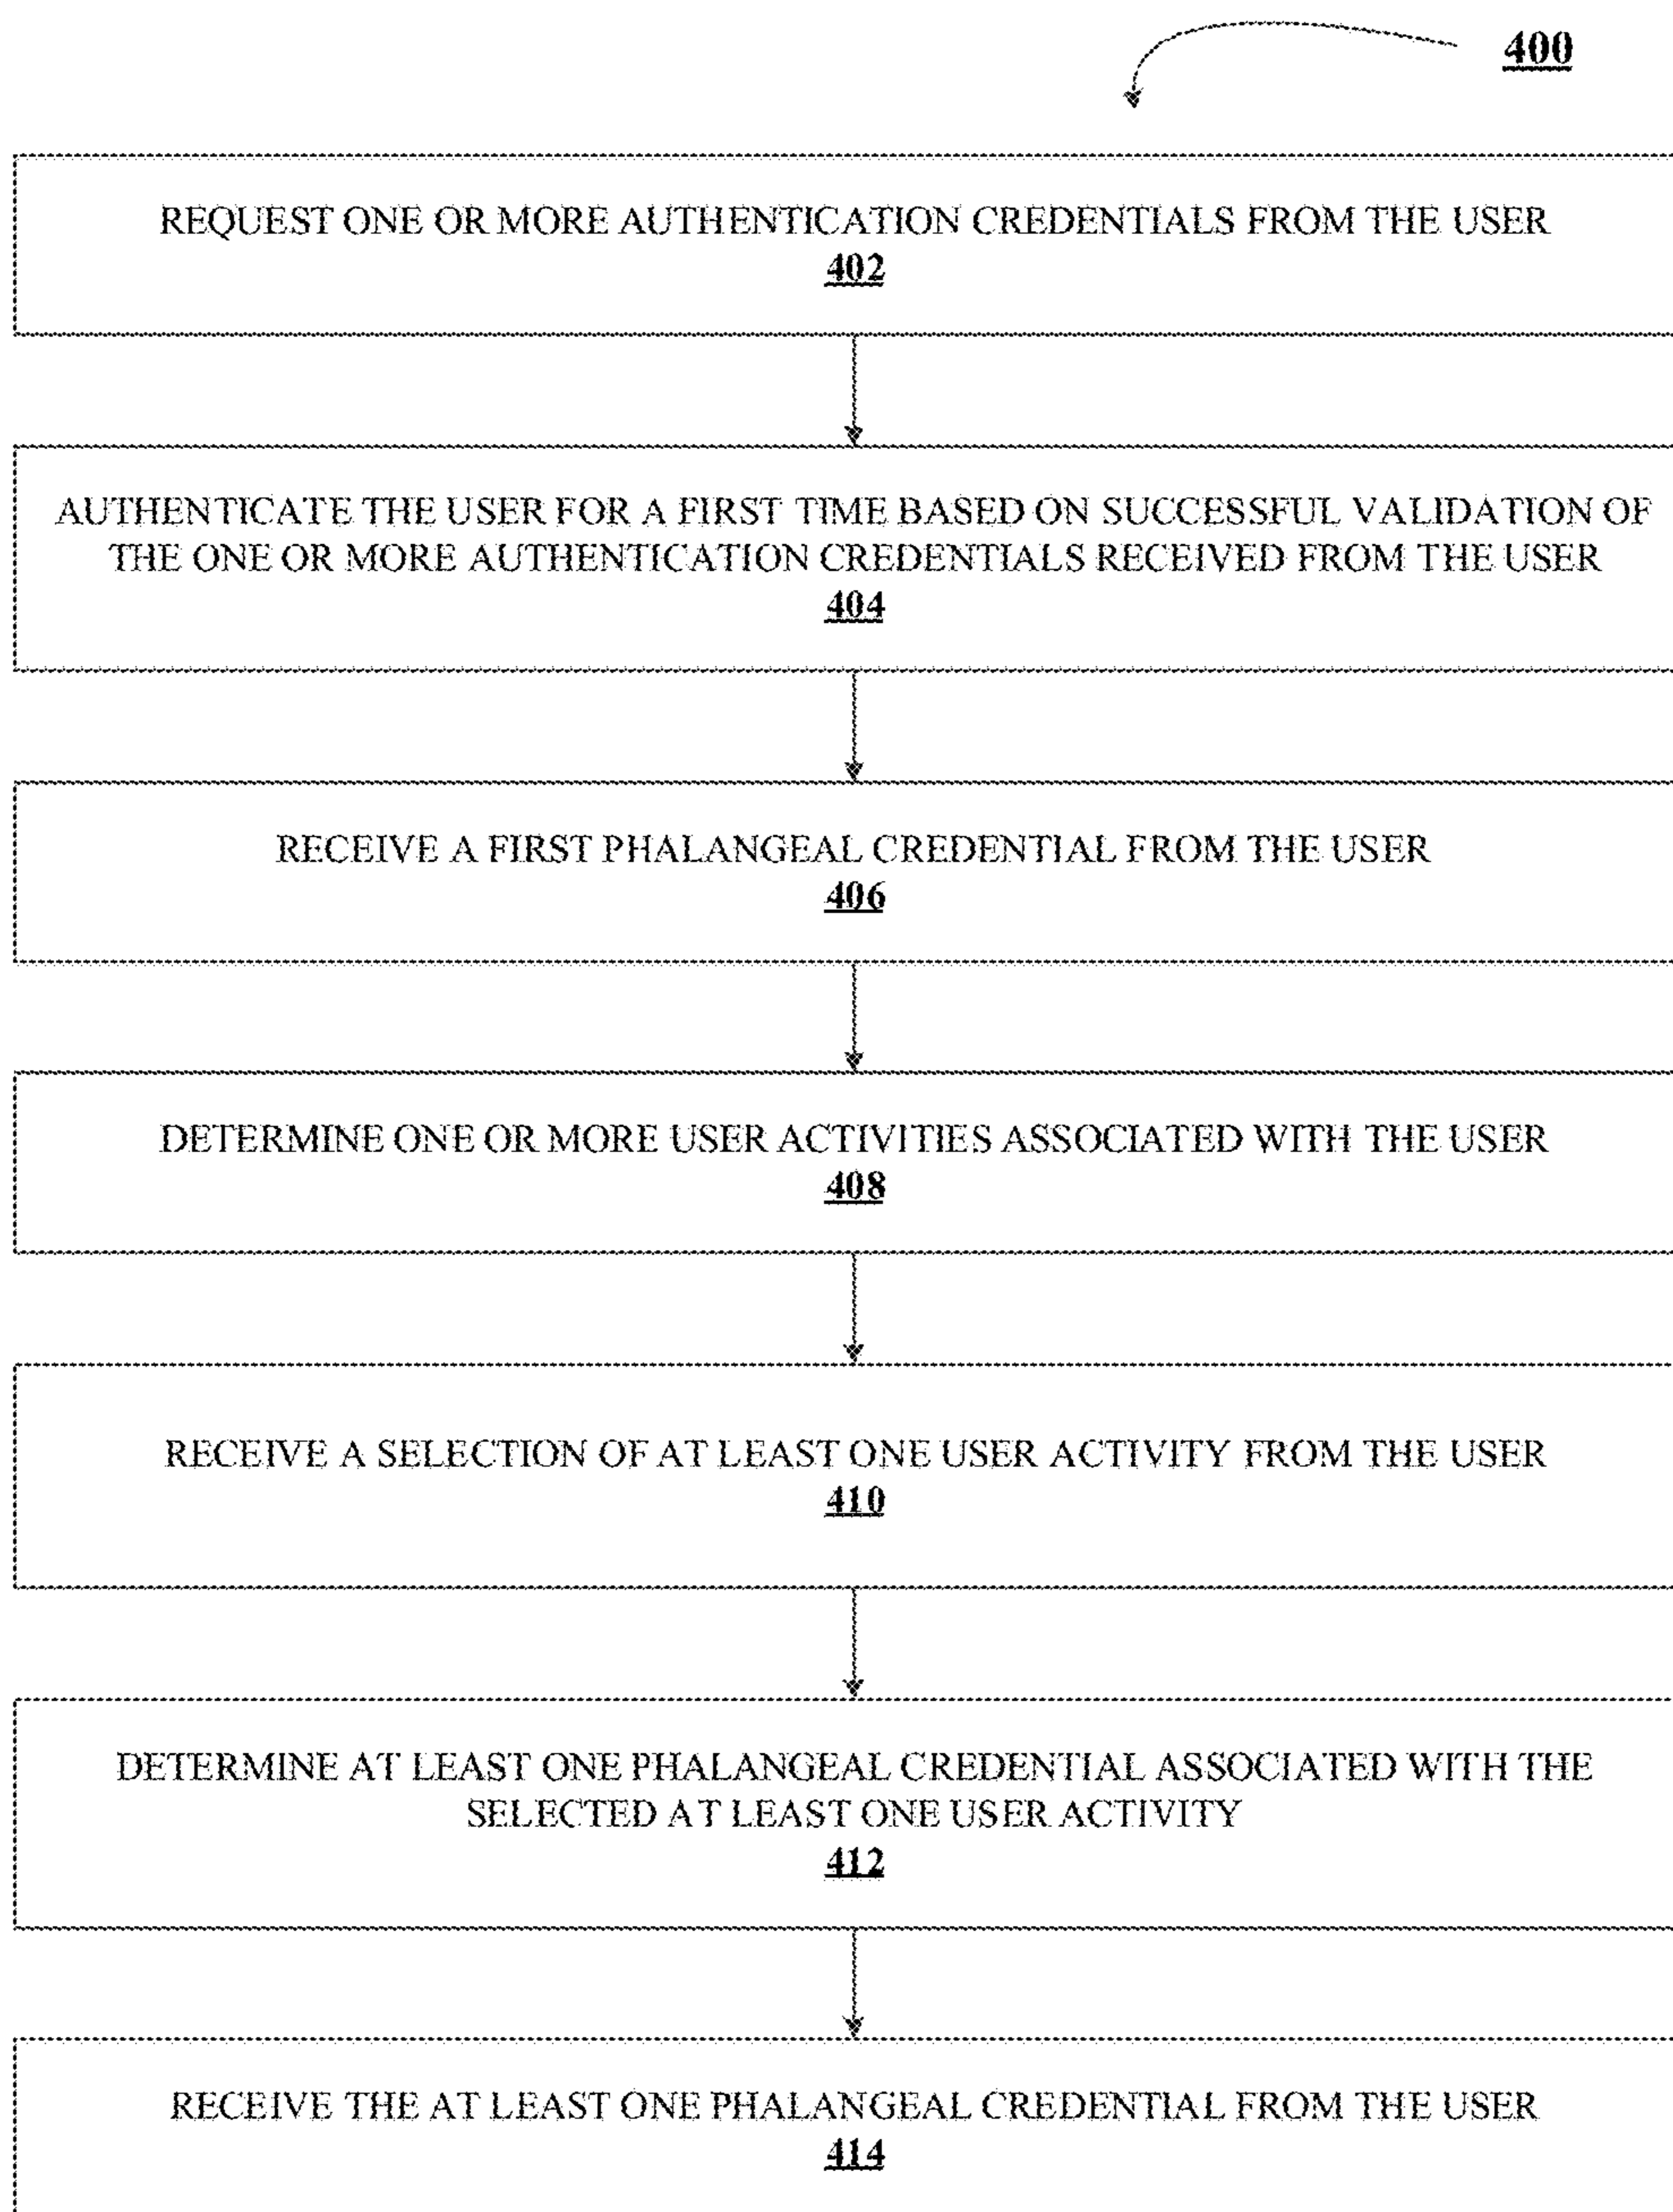 400
REQUEST ONE OR MORE AUTHENTICATION CREDENTIALS FROM THE USER
402
AUTHENTICATE THE USER FOR A FIRST TIME BASED ON SUCCESSFUL VALIDATION OF
THE ONE OR MORE AUTHENTICATION CREDENTIALS RECEIVED FROM THE USER
404
RECEIVE A FIRST PHALANGEAL CREDENTIAL FROM THE USER
406
DETERMINE ONE OR MORE USER ACTIVITIES ASSOCIATED WITH THE USER
408
RECEIVE A SELECTION OF AT LEAST ONE USER ACTIVITY FROM THE USER
410
DETERMINE AT LEAST ONE PHALANGEAL CREDENTIAL ASSOCIATED WITH THE
SELECTED AT LEAST ONE USER ACTIVITY
412
RECEIVE THE AT LEAST ONE PHALANGEAL CREDENTIAL FROM THE USER
414